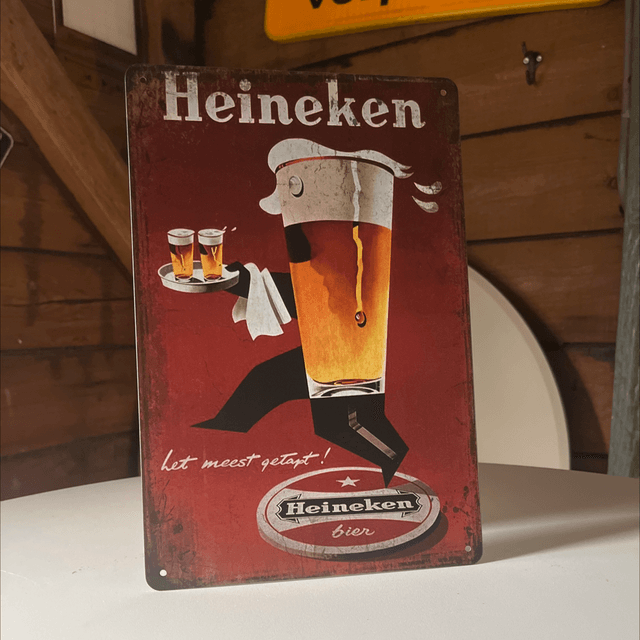 Heineken
het meest getapt!
Heineken
bier